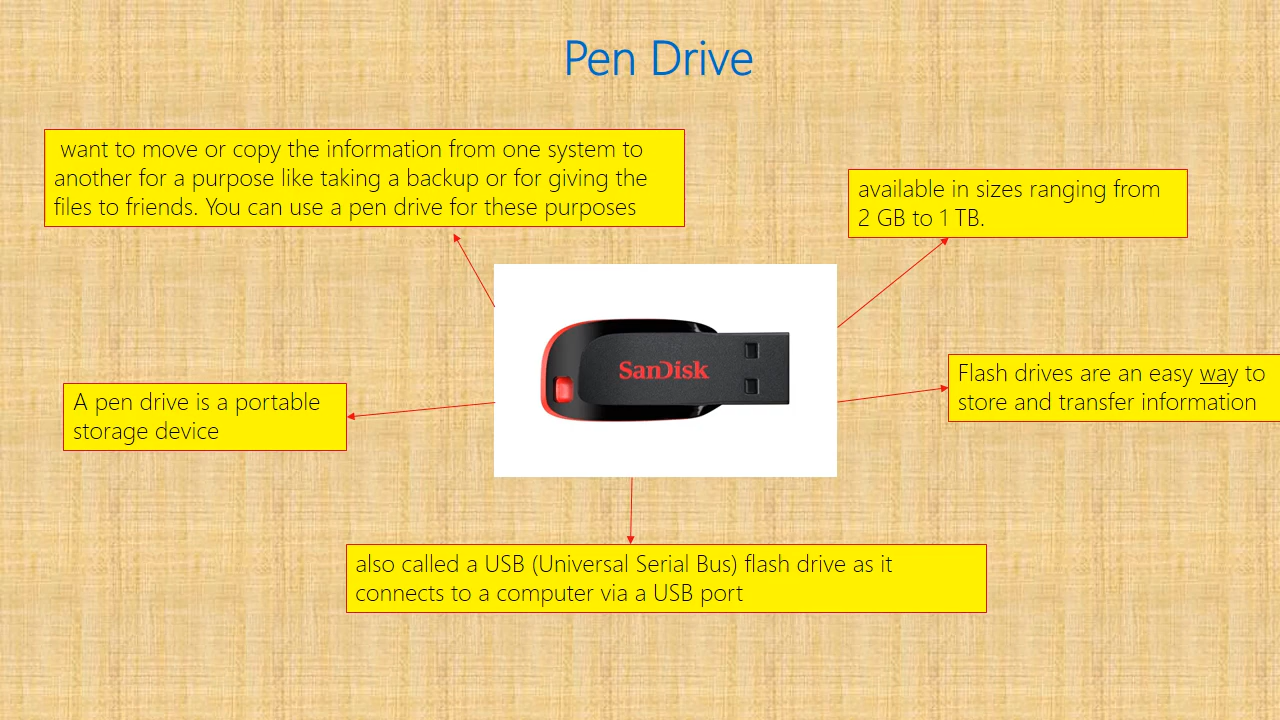 Pen Drive
want to move or copy the information from one system to
another for a purpose like taking a backup or for giving the
files to friends. You can use a pen drive for these purposes
available in sizes ranging from
2 GB to 1 TB.
SanDisk
Flash drives are an easy way to
store and transfer information
A pen drive is a portable
storage device
also called a USB (Universal Serial Bus) flash drive as it
connects to a computer via a USB port